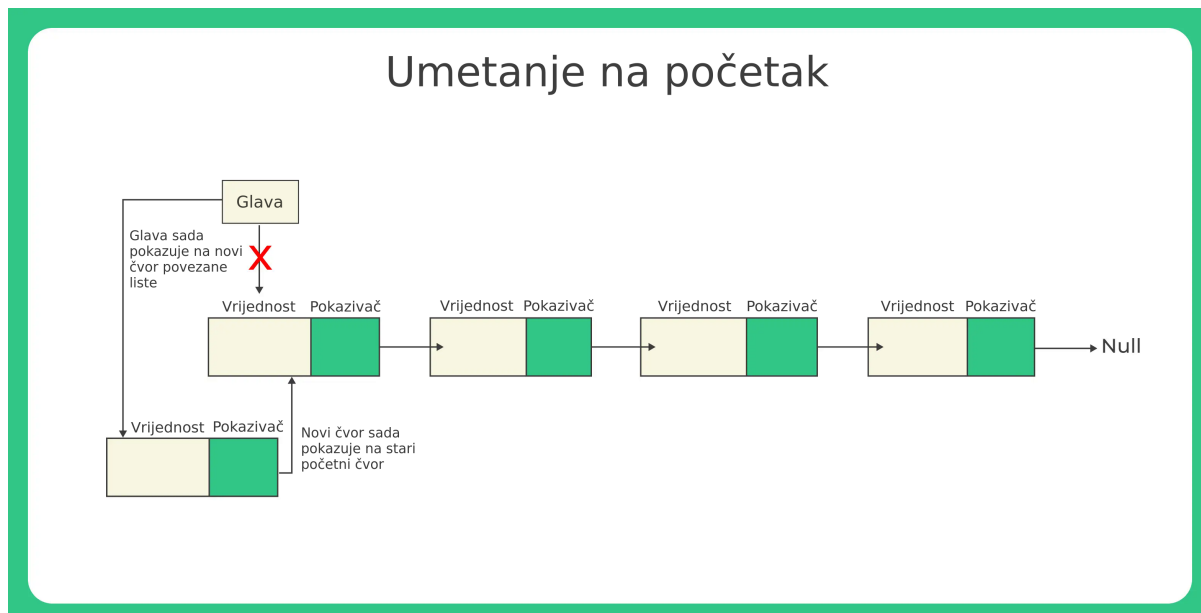 Umetanje na početak
Glava
Glava sada
pokazuje na novi
čvor povezane
liste
X
Vrijednost Pokazivač
Vrijednost Pokazivač
Vrijednost Pokazivač
Vrijednost Pokazivač
Null
Vrijednost Pokazivač
Novi čvor sada
pokazuje na stari
početni čvor